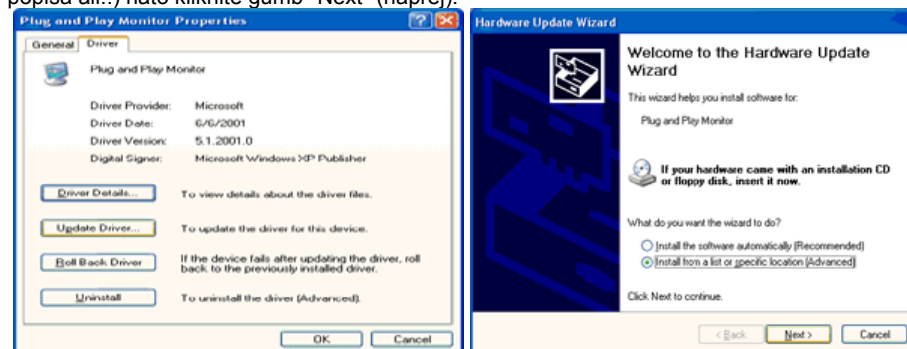 popisa ali..) nato kliknite gumb "Next" (naprej).
Plug and Play Monitor Properties
General Driver
Plug and Play Monitor
Driver Provider: Microsoft
Driver Date: 6/6/2001
Driver Version: 5.1.2001.0
Digital Signer: Microsoft Windows XP Publisher
Driver Details... To view details about the driver files.
Update Driver... To update the driver for this device.
Roll Back Driver If the device fails after updating the driver, roll
back to the previously installed driver.
Uninstall To uninstall the driver (Advanced).
OK Cancel
Hardware Update Wizard
Welcome to the Hardware Update
Wizard
This wizard helps you install software for:
Plug and Play Monitor
If your hardware came with an installation CD
or floppy disk, insert it now.
What do you want the wizard to do?
Install the software automatically (Recommended)
Install from a list or specific location (Advanced)
Click Next to continue.
< Back Next > Cancel